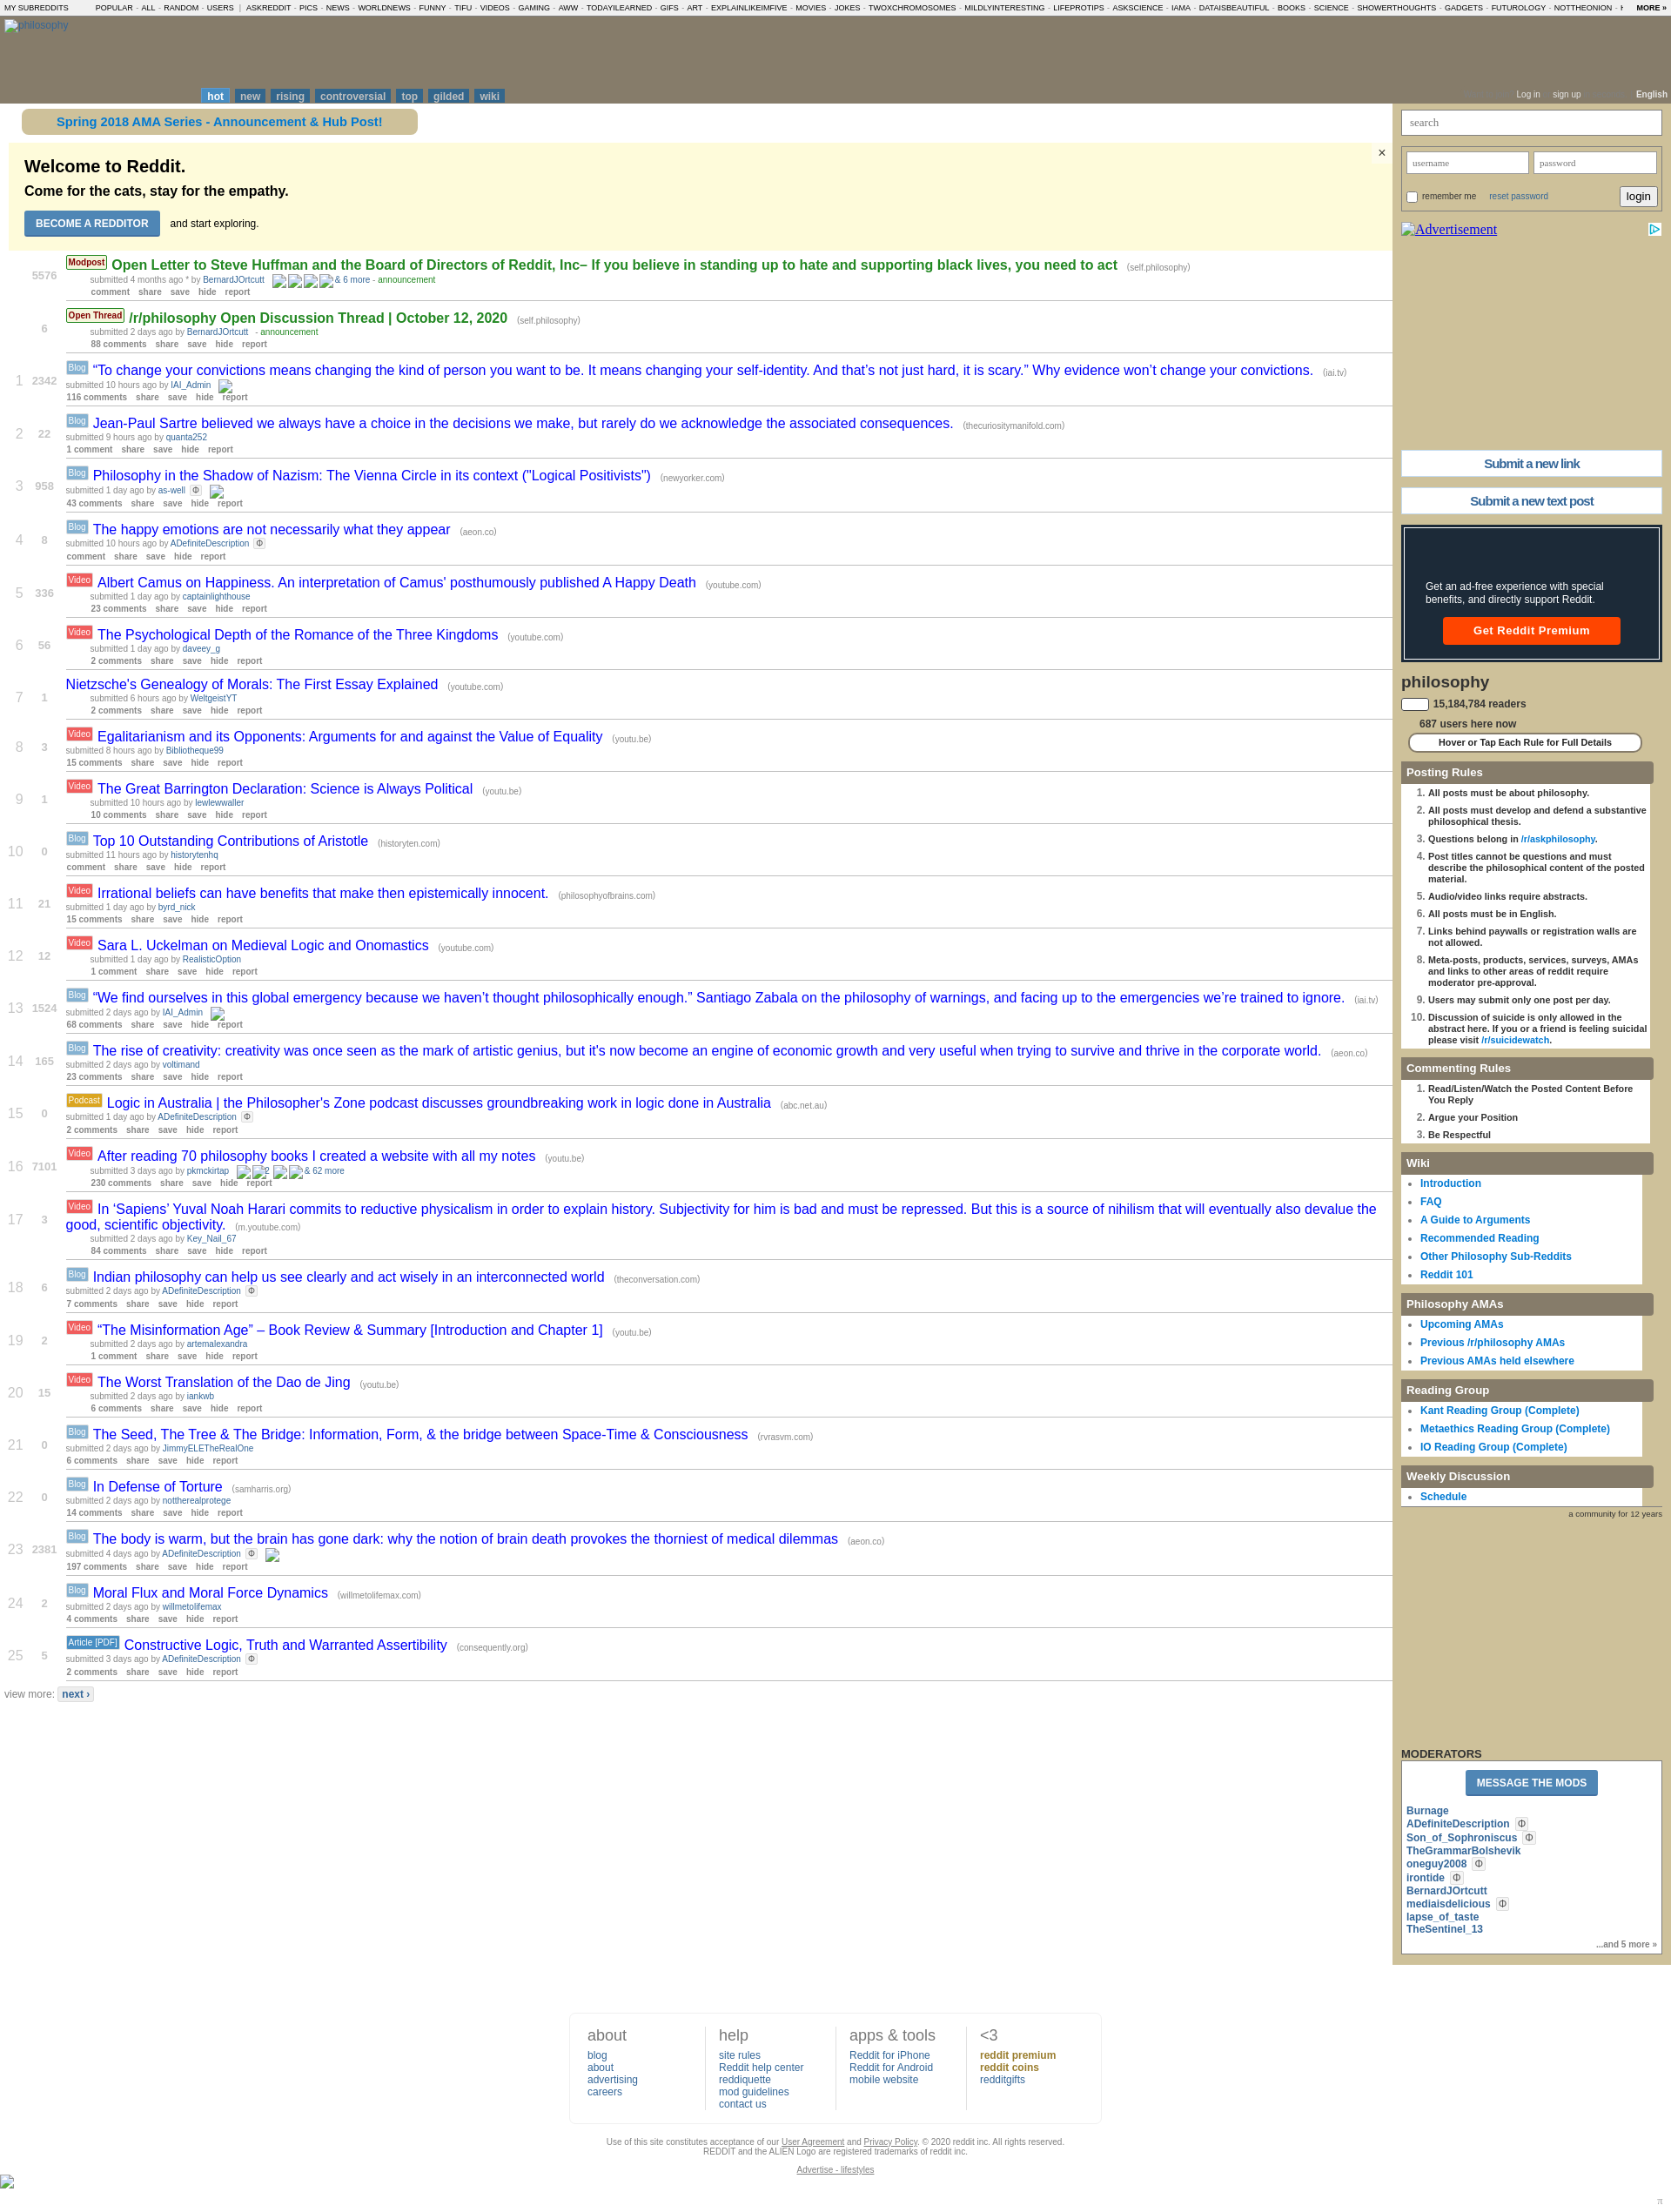 MY SUBREDDITS POPULAR - ALL - RANDOM - USERS | ASKREDDIT - PICS - NEWS - WORLDNEWS - FUNNY - TIFU - VIDEOS - GAMING - AWW - TODAYILEARNED - GIFS - ART - EXPLAINLIKEIMFIVE - MOVIES - JOKES - TWOXCHROMOSOMES - MILDLYINTERESTING - LIFEPROTIPS - ASKSCIENCE - IAMA - DATAISBEAUTIFUL - BOOKS - SCIENCE - SHOWERTHOUGHTS - GADGETS - FUTUROLOGY - NOTTHEONION - MORE »
philosophy
hot new rising controversial top gilded wiki
Log in sign up English
Spring 2018 AMA Series - Announcement & Hub Post!
Welcome to Reddit.
Come for the cats, stay for the empathy.
BECOME A REDDITOR and start exploring.
×
5576
Modpost Open Letter to Steve Huffman and the Board of Directors of Reddit, Inc– If you believe in standing up to hate and supporting black lives, you need to act (self.philosophy)
submitted 4 months ago * by BernardJOrtcutt & 6 more - announcement
comment share save hide report
6
Open Thread /r/philosophy Open Discussion Thread | October 12, 2020 (self.philosophy)
submitted 2 days ago by BernardJOrtcutt - announcement
88 comments share save hide report
1 2342
Blog “To change your convictions means changing the kind of person you want to be. It means changing your self-identity. And that’s not just hard, it is scary.” Why evidence won’t change your convictions. (iai.tv)
submitted 10 hours ago by IAI_Admin
116 comments share save hide report
2 22
Blog Jean-Paul Sartre believed we always have a choice in the decisions we make, but rarely do we acknowledge the associated consequences. (thecuriositymanifold.com)
submitted 9 hours ago by quanta252
1 comment share save hide report
3 958
Blog Philosophy in the Shadow of Nazism: The Vienna Circle in its context ("Logical Positivists") (newyorker.com)
submitted 1 day ago by as-well Φ
43 comments share save hide report
4 8
Blog The happy emotions are not necessarily what they appear (aeon.co)
submitted 10 hours ago by ADefiniteDescription Φ
comment share save hide report
5 336
Video Albert Camus on Happiness. An interpretation of Camus' posthumously published A Happy Death (youtube.com)
submitted 1 day ago by captainlighthouse
23 comments share save hide report
6 56
Video The Psychological Depth of the Romance of the Three Kingdoms (youtube.com)
submitted 1 day ago by daveey_g
2 comments share save hide report
7 1
Nietzsche's Genealogy of Morals: The First Essay Explained (youtube.com)
submitted 6 hours ago by WeltgeistYT
2 comments share save hide report
8 3
Video Egalitarianism and its Opponents: Arguments for and against the Value of Equality (youtu.be)
submitted 8 hours ago by Bibliotheque99
15 comments share save hide report
9 1
Video The Great Barrington Declaration: Science is Always Political (youtu.be)
submitted 10 hours ago by lewlewwaller
10 comments share save hide report
10 0
Blog Top 10 Outstanding Contributions of Aristotle (historyten.com)
submitted 11 hours ago by historytenhq
comment share save hide report
11 21
Video Irrational beliefs can have benefits that make then epistemically innocent. (philosophyofbrains.com)
submitted 1 day ago by byrd_nick
15 comments share save hide report
12 12
Video Sara L. Uckelman on Medieval Logic and Onomastics (youtube.com)
submitted 1 day ago by RealisticOption
1 comment share save hide report
13 1524
Blog “We find ourselves in this global emergency because we haven’t thought philosophically enough.” Santiago Zabala on the philosophy of warnings, and facing up to the emergencies we’re trained to ignore. (iai.tv)
submitted 2 days ago by IAI_Admin
68 comments share save hide report
14 165
Blog The rise of creativity: creativity was once seen as the mark of artistic genius, but it's now become an engine of economic growth and very useful when trying to survive and thrive in the corporate world. (aeon.co)
submitted 2 days ago by voltimand
23 comments share save hide report
15 0
Podcast Logic in Australia | the Philosopher's Zone podcast discusses groundbreaking work in logic done in Australia (abc.net.au)
submitted 1 day ago by ADefiniteDescription Φ
2 comments share save hide report
16 7101
Video After reading 70 philosophy books I created a website with all my notes (youtu.be)
submitted 3 days ago by pkmckirtap 2 & 62 more
230 comments share save hide report
17 3
Video In ‘Sapiens” Yuval Noah Harari commits to reductive physicalism in order to explain history. Subjectivity for him is bad and must be repressed. But this is a source of nihilism that will eventually also devalue the
good, scientific objectivity. (m.youtube.com)
submitted 2 days ago by Key_Nail_67
84 comments share save hide report
18 6
Blog Indian philosophy can help us see clearly and act wisely in an interconnected world (theconversation.com)
submitted 2 days ago by ADefiniteDescription Φ
7 comments share save hide report
19 2
Video “The Misinformation Age” – Book Review & Summary [Introduction and Chapter 1] (youtu.be)
submitted 2 days ago by artemalexandra
1 comment share save hide report
20 15
Video The Worst Translation of the Dao de Jing (youtu.be)
submitted 2 days ago by iankwb
6 comments share save hide report
21 0
Blog The Seed, The Tree & The Bridge: Information, Form, & the bridge between Space-Time & Consciousness (rvrasvm.com)
submitted 2 days ago by JimmyELETheRealOne
6 comments share save hide report
22 0
Blog In Defense of Torture (samharris.org)
submitted 2 days ago by nottherealprotege
14 comments share save hide report
23 2381
Blog The body is warm, but the brain has gone dark: why the notion of brain death provokes the thorniest of medical dilemmas (aeon.co)
submitted 4 days ago by ADefiniteDescription Φ
197 comments share save hide report
24 2
Blog Moral Flux and Moral Force Dynamics (willmetolifemax.com)
submitted 2 days ago by willmetolifemax
4 comments share save hide report
25 5
Article [PDF] Constructive Logic, Truth and Warranted Assertibility (consequently.org)
submitted 3 days ago by ADefiniteDescription Φ
2 comments share save hide report
view more: next ›
search
username password
remember me reset password login
Advertisement
Submit a new link
Submit a new text post
Get an ad-free experience with special
benefits, and directly support Reddit.
Get Reddit Premium
philosophy
15,184,784 readers
687 users here now
Hover or Tap Each Rule for Full Details
Posting Rules
1. All posts must be about philosophy.
2. All posts must develop and defend a substantive
philosophical thesis.
3. Questions belong in /r/askphilosophy.
4. Post titles cannot be questions and must
describe the philosophical content of the posted
material.
5. Audio/video links require abstracts.
6. All posts must be in English.
7. Links behind paywalls or registration walls are
not allowed.
8. Meta-posts, products, services, surveys, AMAs
and links to other areas of reddit require
moderator pre-approval.
9. Users may submit only one post per day.
10. Discussion of suicide is only allowed in the
abstract here. If you or a friend is feeling suicidal
please visit /r/suicidewatch.
Commenting Rules
1. Read/Listen/Watch the Posted Content Before
You Reply
2. Argue your Position
3. Be Respectful
Wiki
Introduction
FAQ
A Guide to Arguments
Recommended Reading
Other Philosophy Sub-Reddits
Reddit 101
Philosophy AMAs
Upcoming AMAs
Previous /r/philosophy AMAs
Previous AMAs held elsewhere
Reading Group
Kant Reading Group (Complete)
Metaethics Reading Group (Complete)
IO Reading Group (Complete)
Weekly Discussion
Schedule
a community for 12 years
MODERATORS
MESSAGE THE MODS
Burnage
ADefiniteDescription Φ
Son_of_Sophroniscus Φ
TheGrammarBolshevik
oneguy2008 Φ
irontide Φ
BernardJOrtcutt
mediaisdelicious Φ
lapse_of_taste
TheSentinel_13
...and 5 more »
about
blog
about
advertising
careers
help
site rules
Reddit help center
reddiquette
mod guidelines
contact us
apps & tools
Reddit for iPhone
Reddit for Android
mobile website
<3
reddit premium
reddit coins
redditgifts
Use of this site constitutes acceptance of our User Agreement and Privacy Policy. © 2020 reddit inc. All rights reserved.
REDDIT and the ALIEN Logo are registered trademarks of reddit inc.
Advertise - lifestyles
π